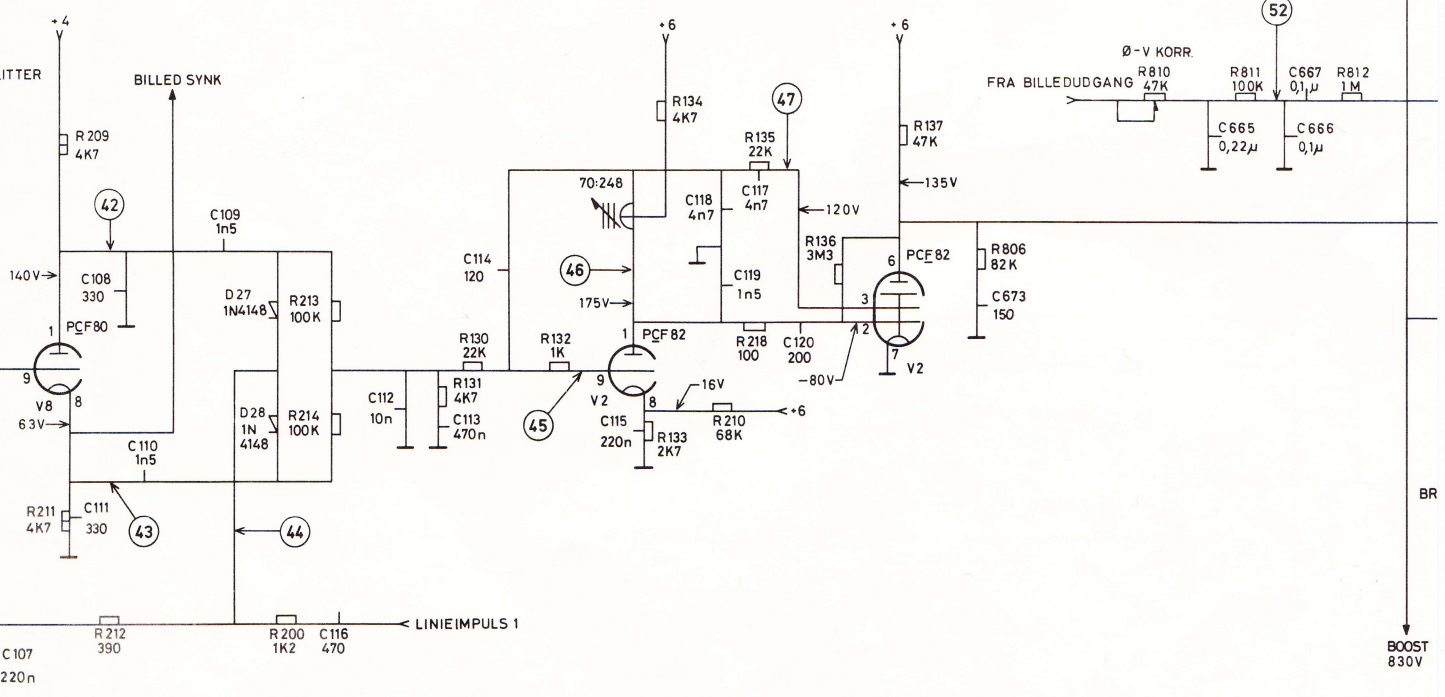 +4
LITTER
BILLED SYNK
R209
4K7
42
C109
1n5
140V
C108
330
D27
1N4148
R213
100K
1
PCF80
9
V8
8
63V
D28
1N
4148
R214
100K
C110
1n5
R211
4K7
C111
330
43
44
R212
390
R200
1K2
C116
470
LINIEIMPULS 1
C107
220n
+6
R134
4K7
47
R135
22K
70:248
C118
4n7
C117
4n7
120V
C114
120
46
R136
3M3
C119
1n5
175V
1
PCF82
R130
22K
R132
1K
R218
100
C120
200
-80V
9
V2
8
16V
C112
10n
R131
4K7
C113
470n
45
C115
220n
R133
2K7
R210
68K
+6
+6
R137
47K
135V
6
PCF82
3
2
7
V2
R806
82K
C673
150
52
Ø-V KORR.
FRA BILLEDUDGANG
R810
47K
R811
100K
C667
0,1µ
R812
1M
C665
0,22µ
C666
0,1µ
BR
BOOST
830V